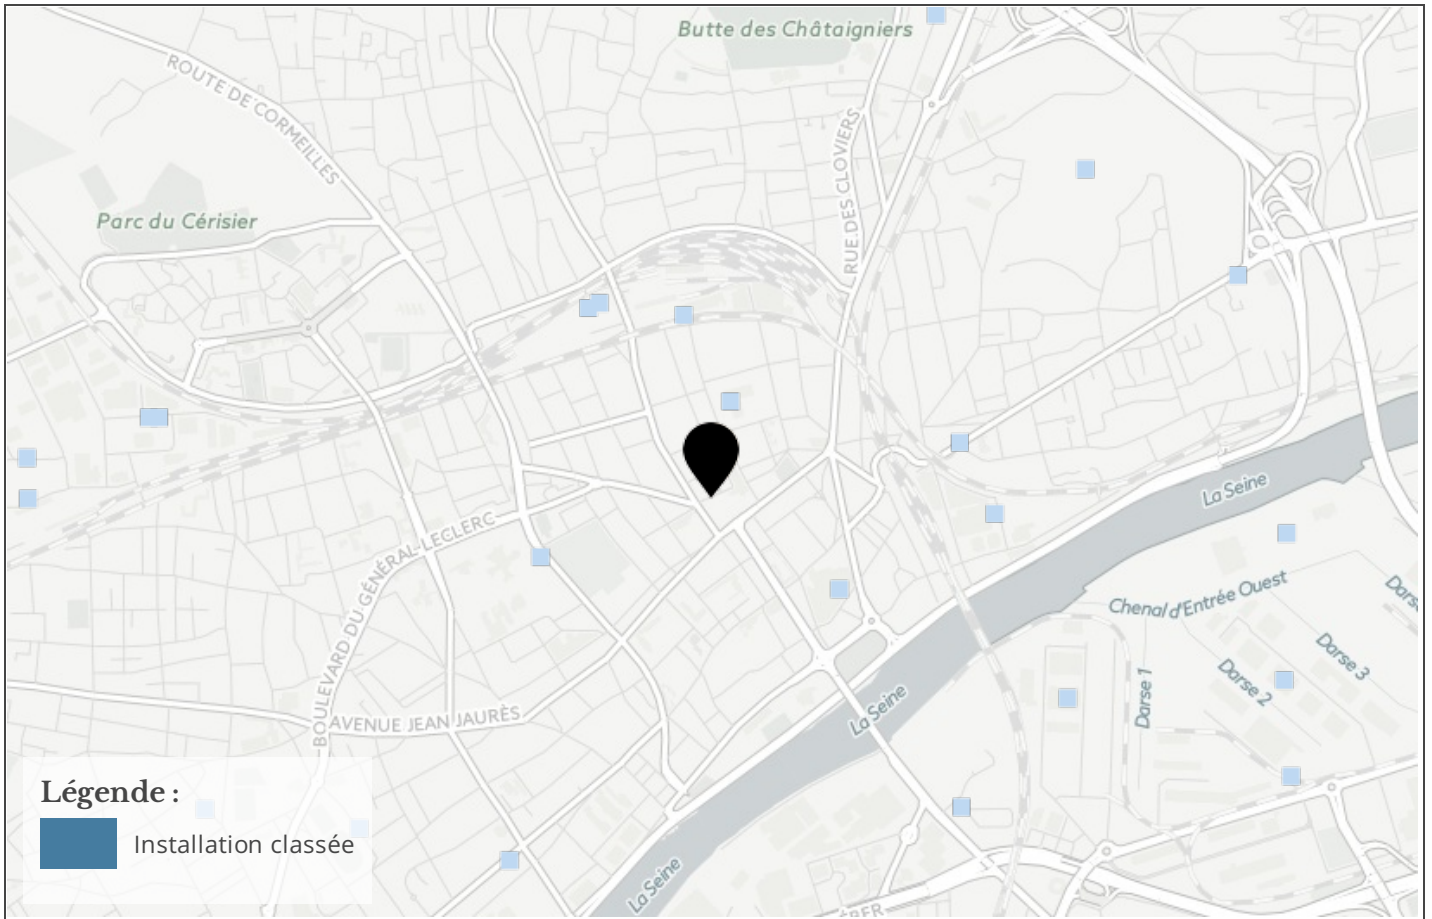 Butte des Châtaigniers
ROUTE DE CORMEILLES
RUE DES CLOVIERS
Parc du Cérisier
La Seine
BOULEVARD DU GÉNÉRAL-LECLERC
Chenal d'Entrée Ouest
Darse 3
Darse 2
Darse 1
La Seine
AVENUE JEAN JAURÈS
Légende :
Installation classée
La Seine